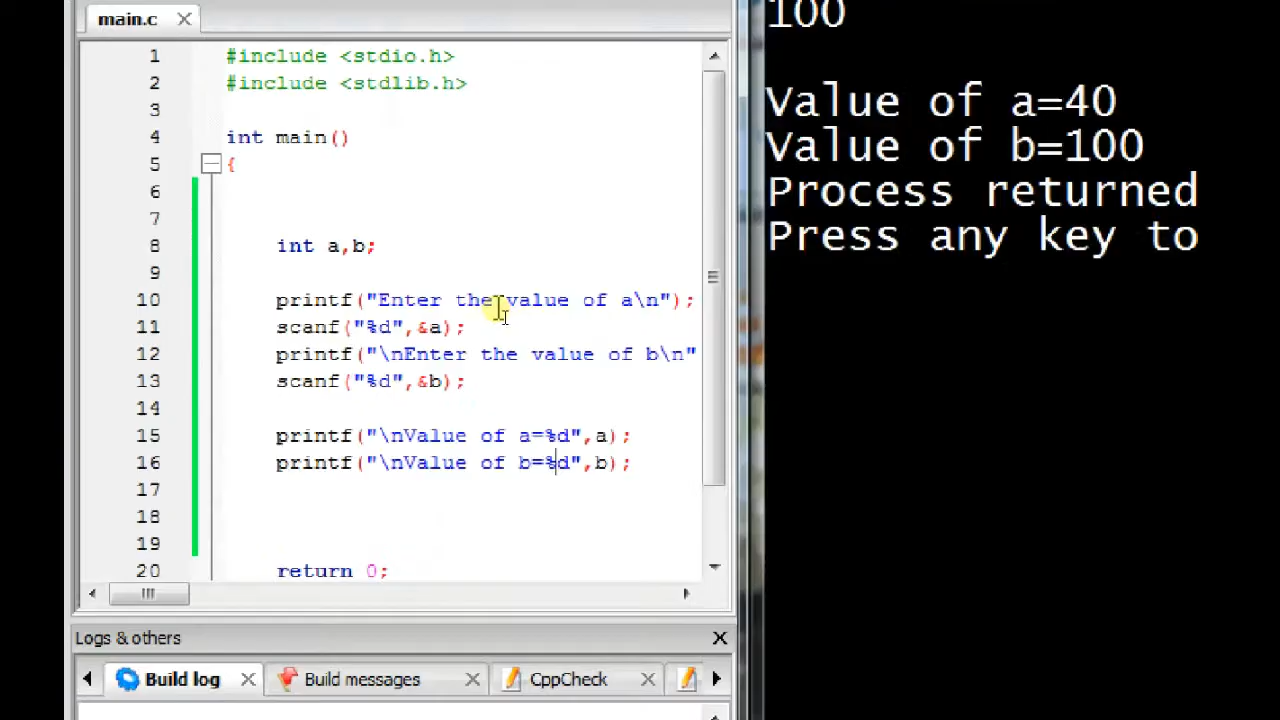 main.c
1 #include <stdio.h>
2 #include <stdlib.h>
3
4 int main()
5 {
6
7
8 int a,b;
9
10 printf("Enter the value of a\n");
11 scanf("%d",&a);
12 printf("\nEnter the value of b\n"
13 scanf("%d",&b);
14
15 printf("\nValue of a=%d",a);
16 printf("\nValue of b=%d",b);
17
18
19
20 return 0;
Logs & others
Build log
Build messages
CppCheck
100
Value of a=40
Value of b=100
Process returned
Press any key to